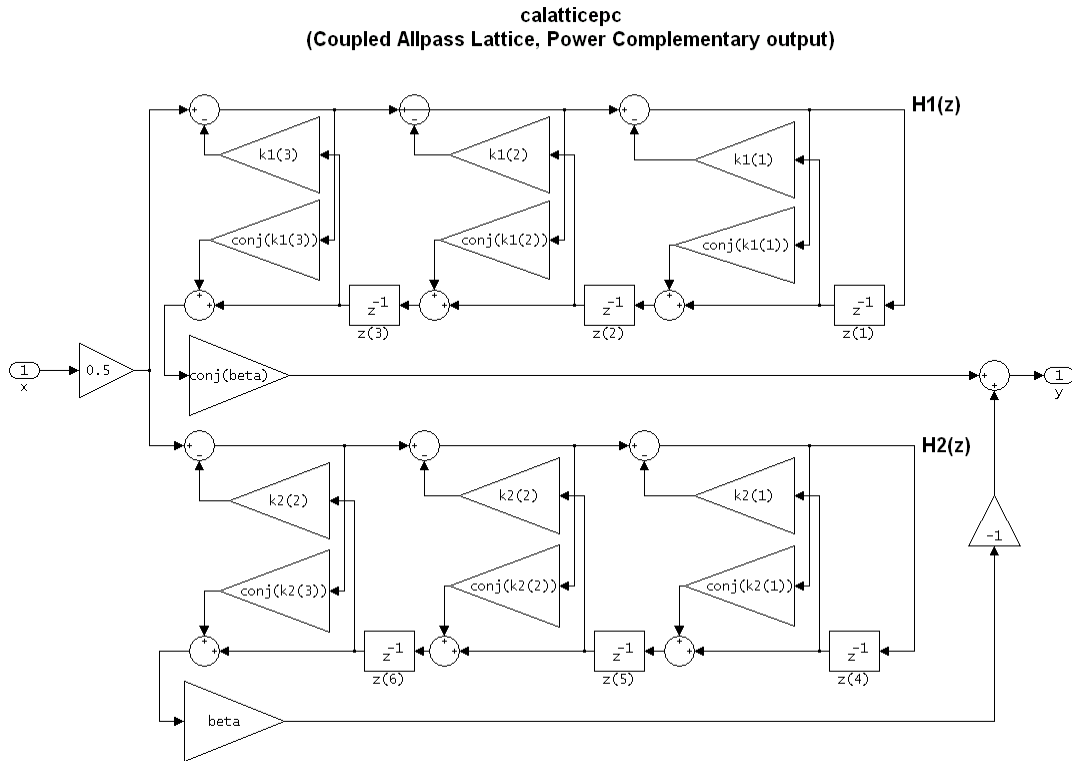 calatticepc
(Coupled Allpass Lattice, Power Complementary output)
H1(z)
+
−
+
−
+
−
k1(3)
k1(2)
k1(1)
conj(k1(3))
conj(k1(2))
conj(k1(1))
+
+
+
+
+
+
z-1
z(3)
z-1
z(2)
z-1
z(1)
1
x
0.5
conj(beta)
+
+
1
y
H2(z)
+
−
+
−
+
−
k2(2)
k2(2)
k2(1)
-1
conj(k2(3))
conj(k2(2))
conj(k2(1))
+
+
+
+
+
+
z-1
z(6)
z-1
z(5)
z-1
z(4)
beta